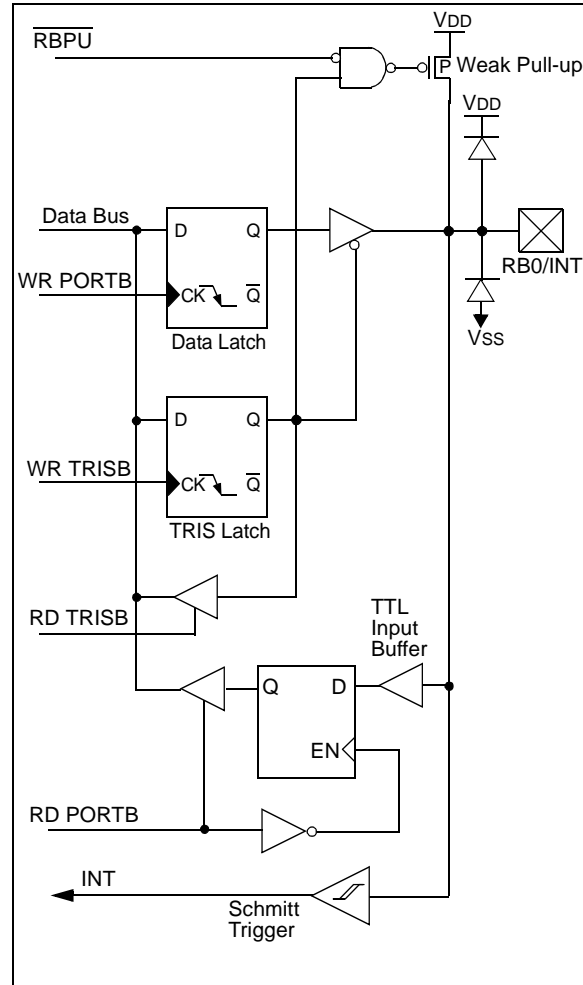 VDD
RBPU
P
Weak Pull-up
VDD
Data Bus
D
Q
WR PORTB
CK
Q
RB0/INT
Data Latch
VSS
D
Q
WR TRISB
CK
Q
TRIS Latch
RD TRISB
TTL
Input
Buffer
Q
D
EN
RD PORTB
INT
Schmitt
Trigger